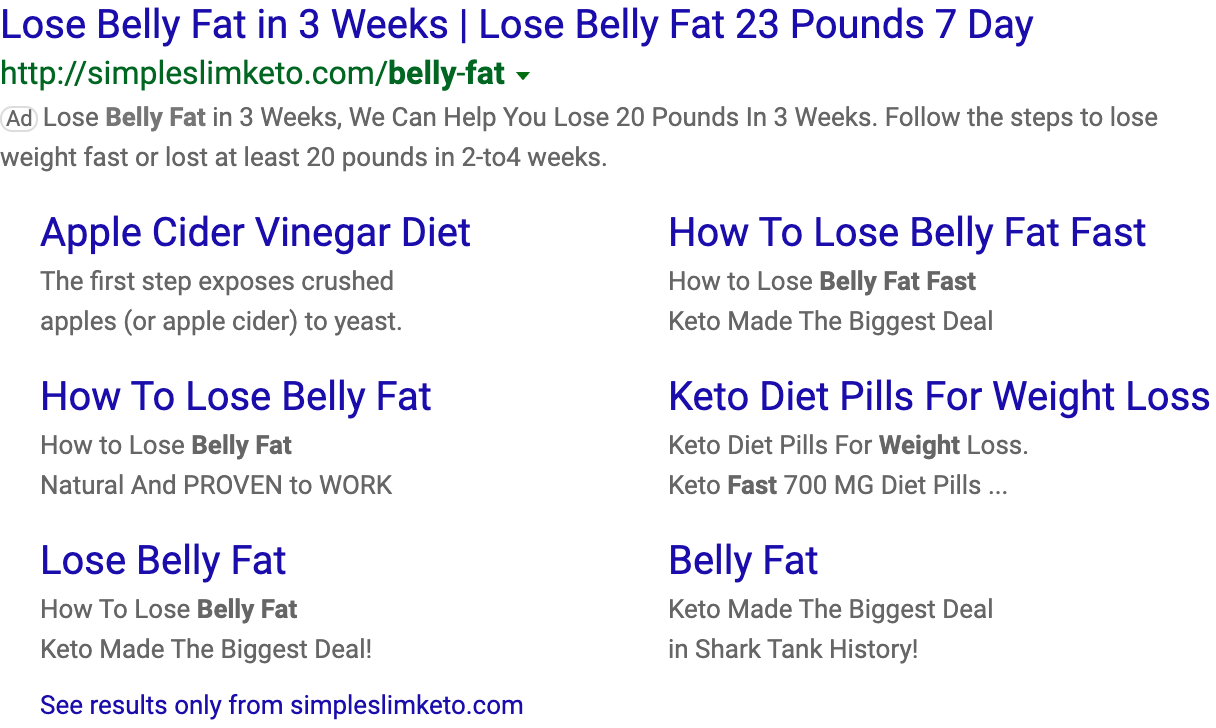 Lose Belly Fat in 3 Weeks | Lose Belly Fat 23 Pounds 7 Day
http://simpleslimketo.com/belly-fat
Ad Lose Belly Fat in 3 Weeks, We Can Help You Lose 20 Pounds In 3 Weeks. Follow the steps to lose
weight fast or lost at least 20 pounds in 2-to4 weeks.
Apple Cider Vinegar Diet
The first step exposes crushed
apples (or apple cider) to yeast.
How To Lose Belly Fat Fast
How to Lose Belly Fat Fast
Keto Made The Biggest Deal
How To Lose Belly Fat
How to Lose Belly Fat
Natural And PROVEN to WORK
Keto Diet Pills For Weight Loss
Keto Diet Pills For Weight Loss.
Keto Fast 700 MG Diet Pills ...
Lose Belly Fat
How To Lose Belly Fat
Keto Made The Biggest Deal!
Belly Fat
Keto Made The Biggest Deal
in Shark Tank History!
See results only from simpleslimketo.com